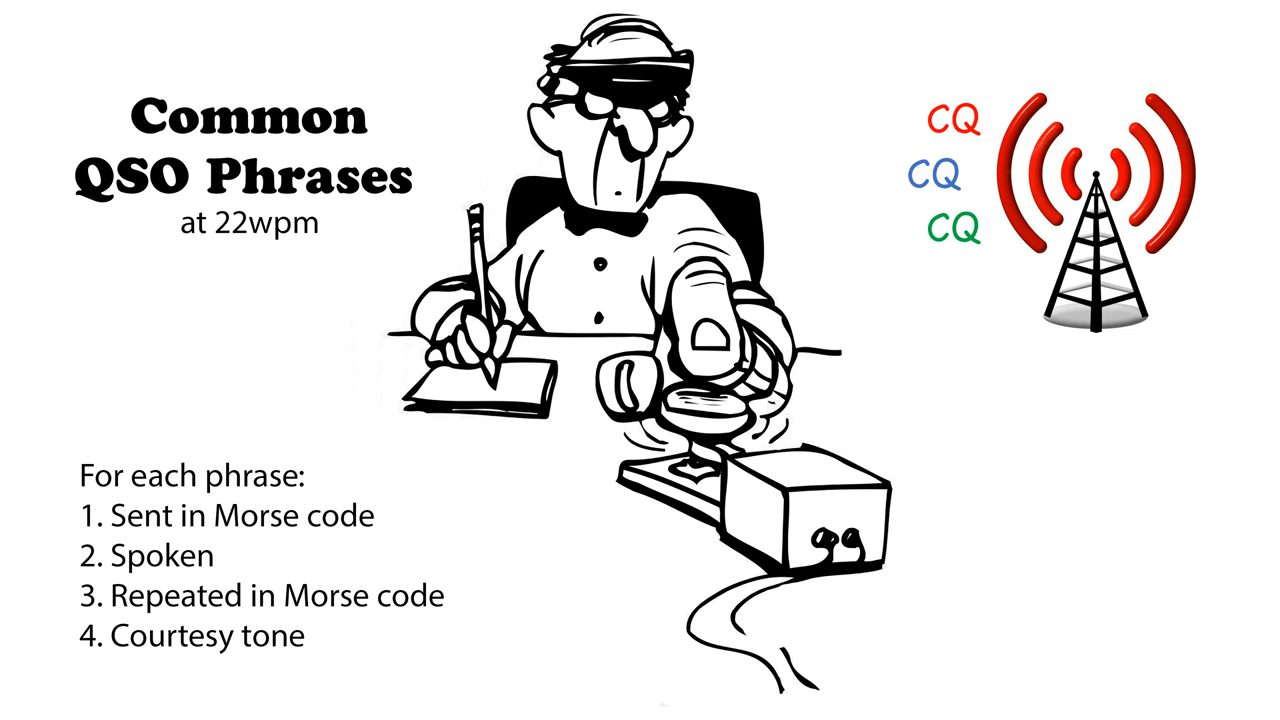 Common
QSO Phrases
at 22wpm
CQ
CQ
CQ
For each phrase:
1. Sent in Morse code
2. Spoken
3. Repeated in Morse code
4. Courtesy tone